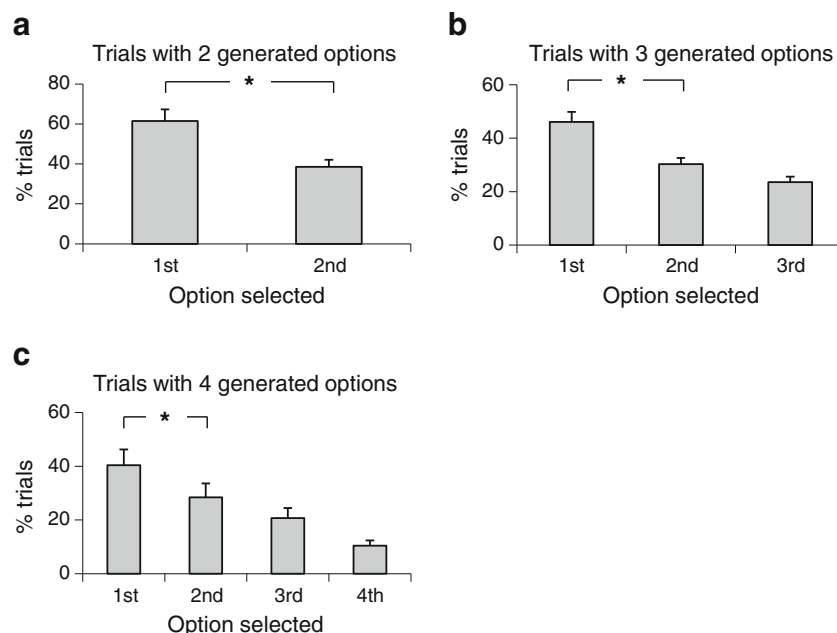 a
Trials with 2 generated options
80
60
40
20
0
% trials
*
1st 2nd
Option selected
b
Trials with 3 generated options
60
40
20
0
% trials
*
1st 2nd 3rd
Option selected
c
Trials with 4 generated options
60
40
20
0
% trials
*
1st 2nd 3rd 4th
Option selected